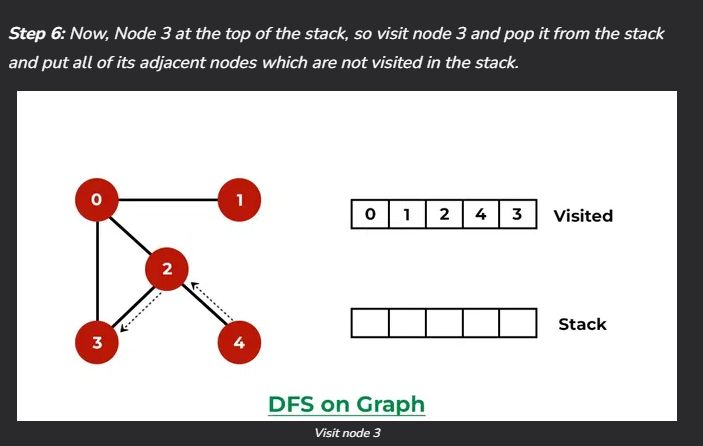 Step 6: Now, Node 3 at the top of the stack, so visit node 3 and pop it from the stack
and put all of its adjacent nodes which are not visited in the stack.
0
1
2
3
4
0 1 2 4 3 Visited
Stack
DFS on Graph
Visit node 3